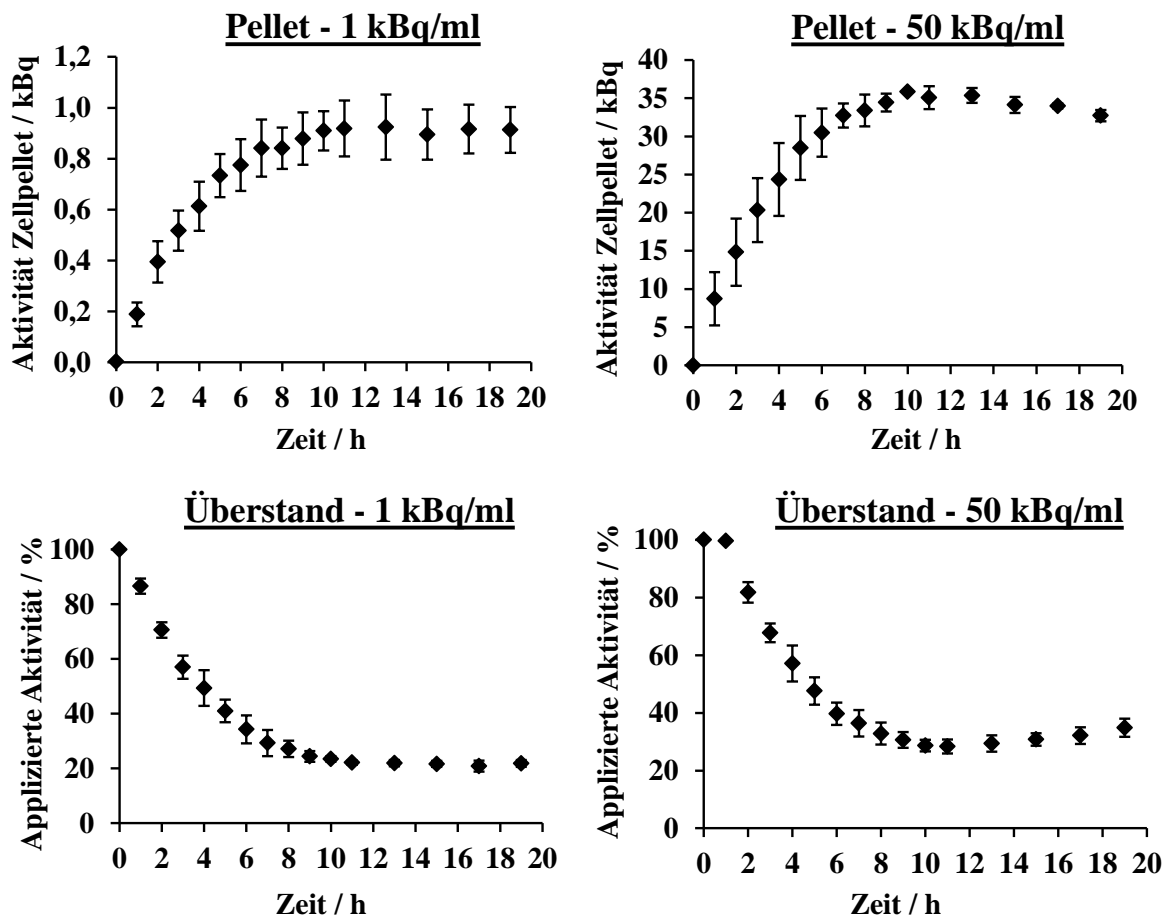 Pellet - 1 kBq/ml
Aktivität Zellpellet / kBq
1,2
1,0
0,8
0,6
0,4
0,2
0,0
0 2 4 6 8 10 12 14 16 18 20
Zeit / h
Pellet - 50 kBq/ml
Aktivität Zellpellet / kBq
40
35
30
25
20
15
10
5
0
0 2 4 6 8 10 12 14 16 18 20
Zeit / h
Überstand - 1 kBq/ml
Applizierte Aktivität / %
100
80
60
40
20
0
0 2 4 6 8 10 12 14 16 18 20
Zeit / h
Überstand - 50 kBq/ml
Applizierte Aktivität / %
100
80
60
40
20
0
0 2 4 6 8 10 12 14 16 18 20
Zeit / h